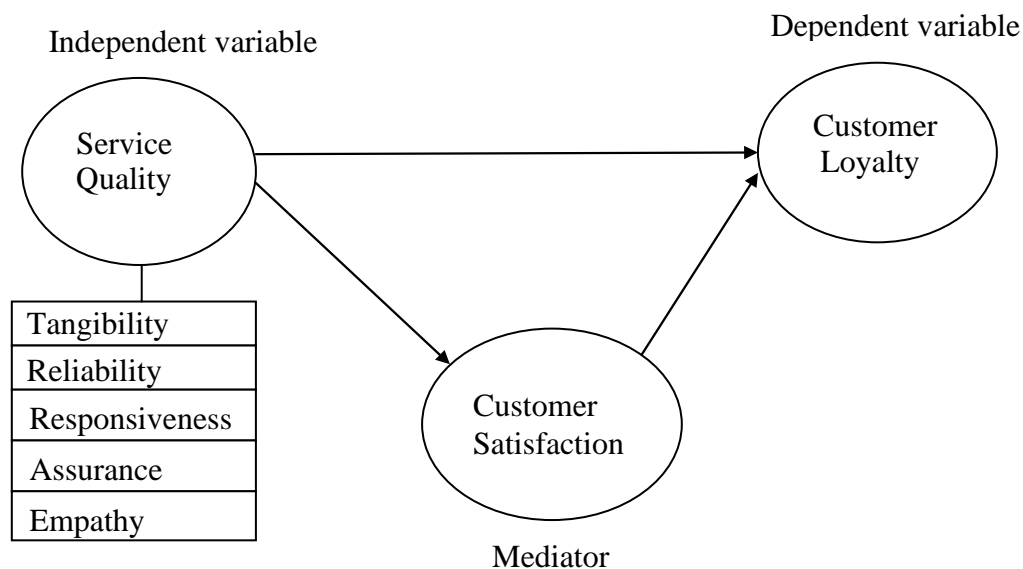 Independent variable
Dependent variable
Service
Quality
Customer
Loyalty
Tangibility
Reliability
Responsiveness
Assurance
Empathy
Customer
Satisfaction
Mediator